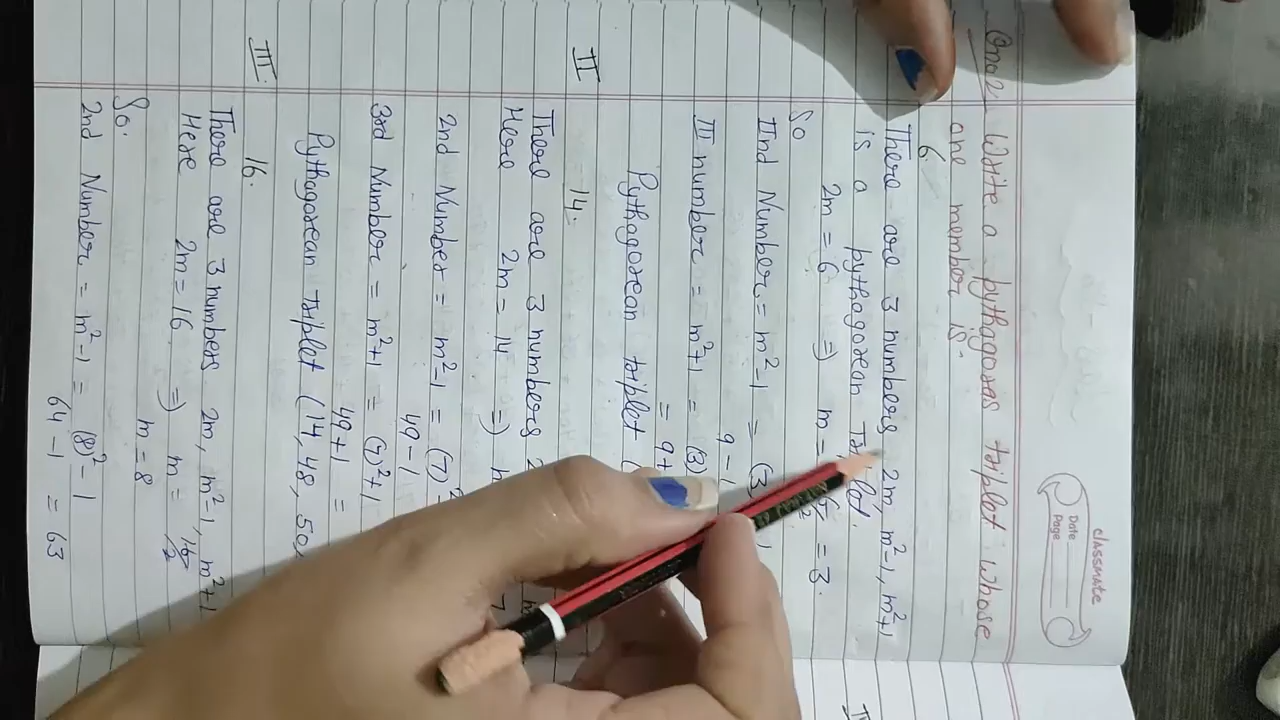 classmate
Date
Page
Qno2 Write a pythagoras triplet whose
one member is.
6.
There are 3 numbers 2m, m²-1, m²+1
is a pythagorean
2m = 6 =) m = 6/2 = 3.
So
IInd Number = m²-1 = (3
9-1
III number = m²+1 = (3)
= 9+
Pythagorean triplet (
II 14.
There are 3 numbers 2
Here 2m = 14 =)
2nd Number = m²-1 = (7)
49-1
3rd Number = m²+1 = (7)²+1
49+1 =
Pythagorean triplet (14, 48, 50
III. 16.
There are 3 numbers 2m, m²-1, m²+1
Here 2m = 16 =) m = 16/2
So. m = 8
2nd Number = m²-1 = (8)²-1
64-1 = 63